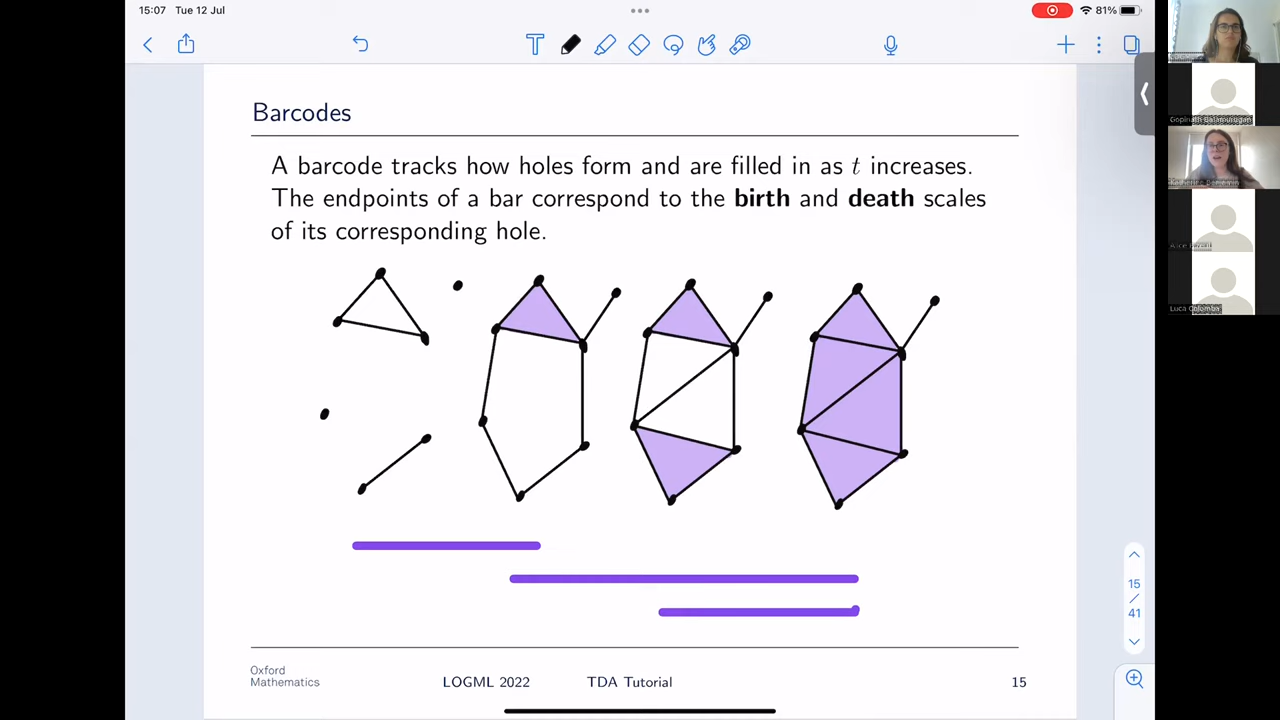 15:07 Tue 12 Jul
81%
Barcodes
A barcode tracks how holes form and are filled in as t increases.
The endpoints of a bar correspond to the birth and death scales
of its corresponding hole.
15
/
41
Oxford
Mathematics
LOGML 2022
TDA Tutorial
15